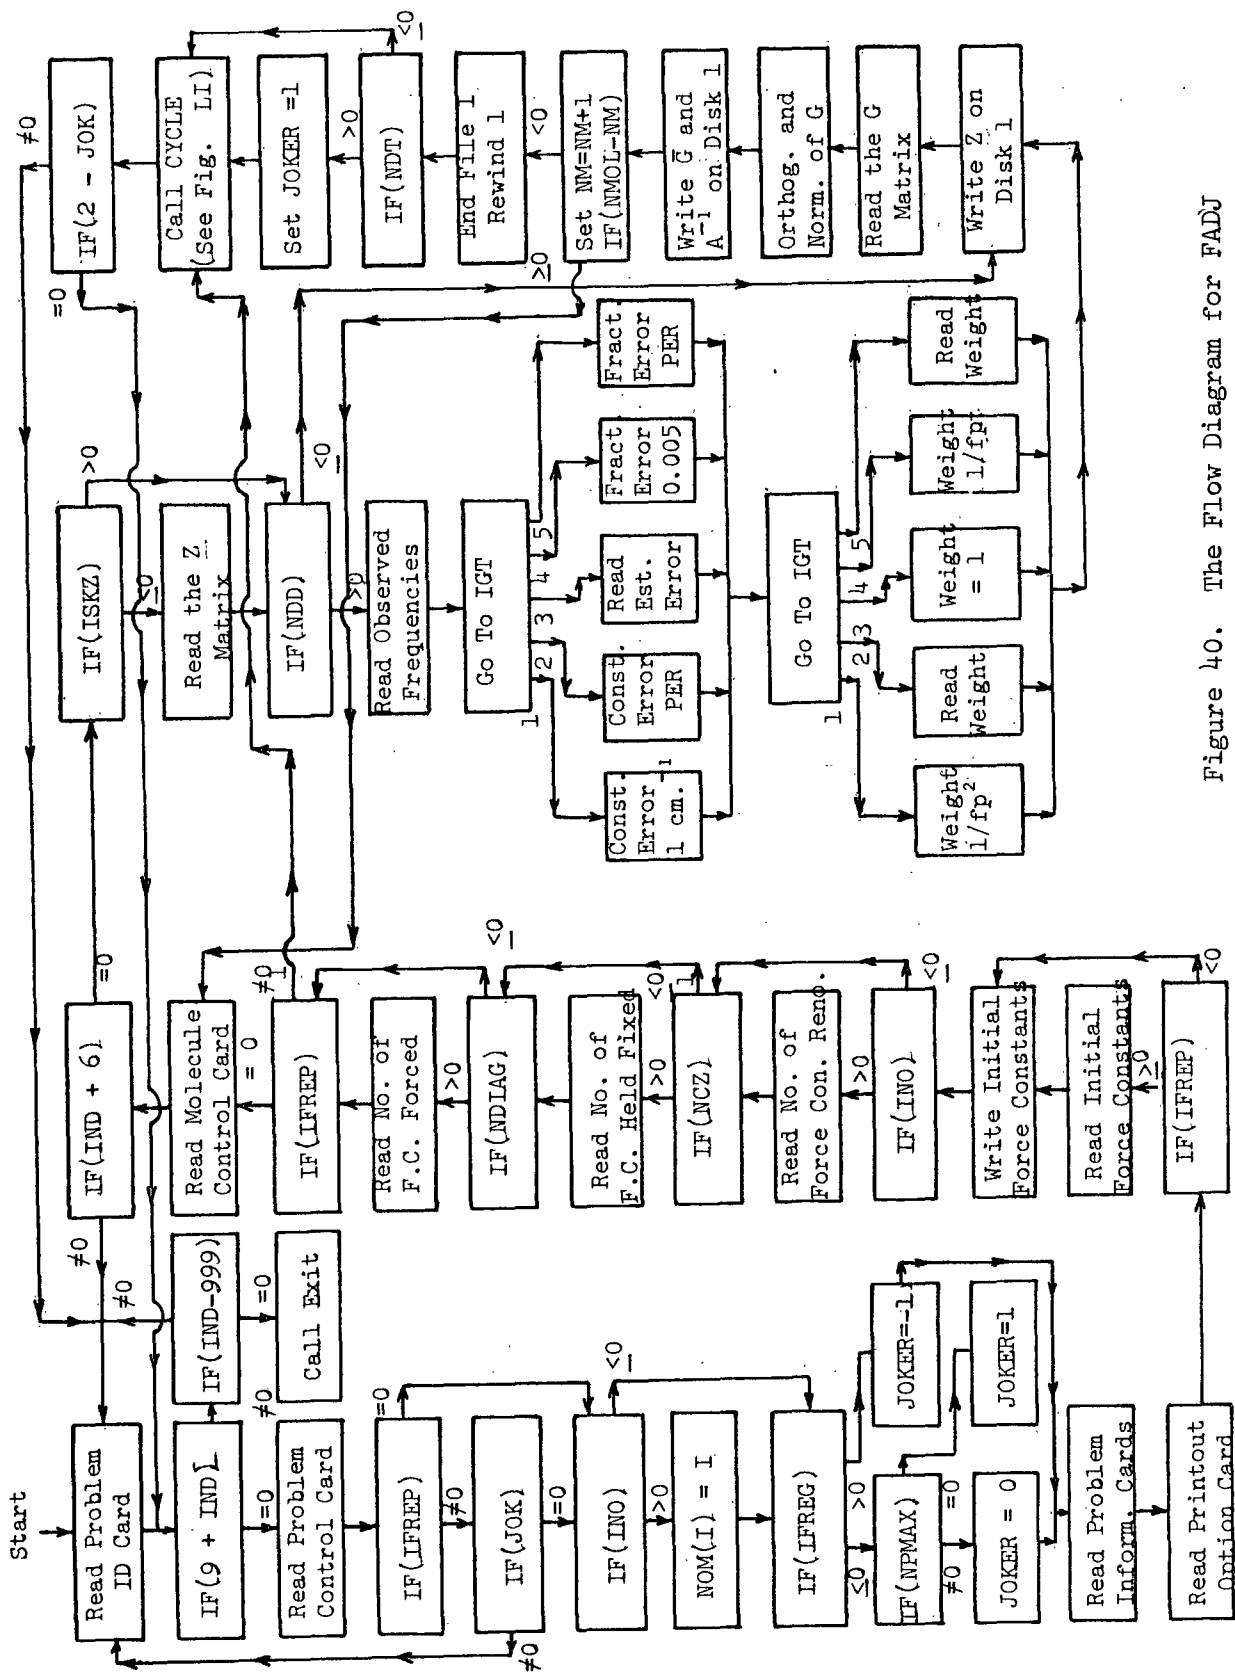 Start
Read Problem
ID Card
IF(9 + IND)
=0
≠0
IF(IND-999)
≠0
=0
Call Exit
Read Problem
Control Card
IF(IFREP)
=0
≠0
IF(JOK)
≠0
=0
IF(INO)
≤0
>0
NOM(I) = I
IF(IFREG)
≤0
>0
IF(NPMAX)
≠0
=0
JOKER=-1
JOKER=1
JOKER = 0
Read Problem
Inform. Cards
Read Printout
Option Card
IF(IND + 6)
≠0
=0
Read Molecule
Control Card
= 0
≠0
IF(IFREP)
Read No. of
F.C. Forced
>0
≤0
IF(NDIAG)
Read No. of
F.C. Held Fixed
>0
≤0
IF(NCZ)
Read No. of
Force Con. Reno.
>0
≤0
IF(INO)
Write Initial
Force Constants
Read Initial
Force Constants
≥0
<0
IF(IFREP)
IF(ISKZ)
>0
≤0
Read the Z
Matrix
IF(NDD)
≤0
>0
Read Observed
Frequencies
Go To IGT
1
2
3
4
5
Const.
Error
1 cm.⁻¹
Const.
Error
PER
Read
Est.
Error
Fract.
Error
0.005
Fract.
Error
PER
Go To IGT
1
2
3
4
5
Weight
1/fp²
Read
Weight
Weight
= 1
Weight
1/fp
Read
Weight
IF(2 - JOK)
=0
≠0
Call CYCLE
(See Fig. LI)
Set JOKER =1
>0
≤0
IF(NDT)
End File 1
Rewind 1
<0
≥0
Set NM=NM+1
IF(NMOL-NM)
Write G̅ and
A⁻¹ on Disk 1
Orthog. and
Norm. of G
Read the G
Matrix
Write Z on
Disk 1
Figure 40. The Flow Diagram for FADJ